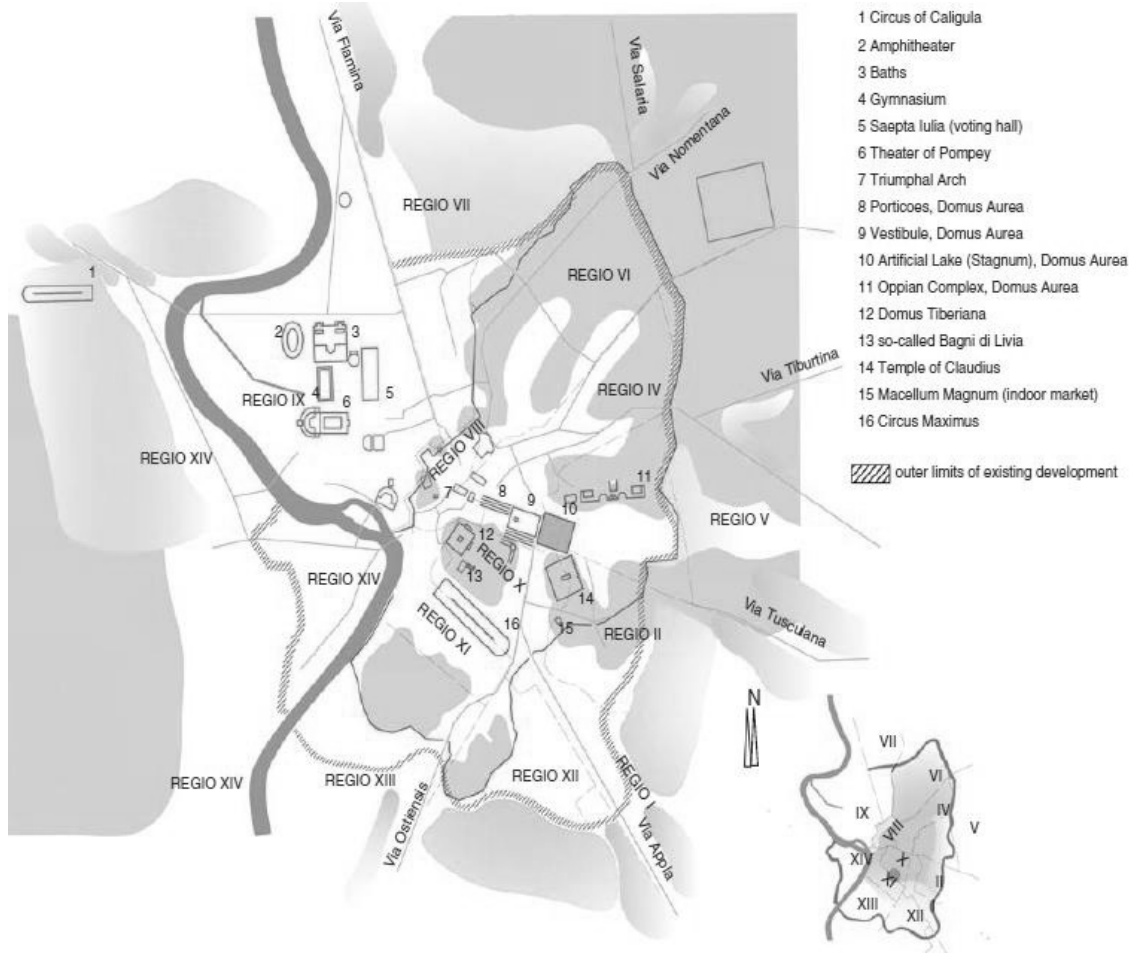 1 Circus of Caligula
2 Amphitheater
3 Baths
4 Gymnasium
5 Saepta Iulia (voting hall)
6 Theater of Pompey
7 Triumphal Arch
8 Porticoes, Domus Aurea
9 Vestibule, Domus Aurea
10 Artificial Lake (Stagnum), Domus Aurea
11 Oppian Complex, Domus Aurea
12 Domus Tiberiana
13 so-called Bagni di Livia
14 Temple of Claudius
15 Macellum Magnum (indoor market)
16 Circus Maximus
outer limits of existing development
Via Flamina
Via Salaria
Via Nomentana
REGIO VII
REGIO VI
1
2
3
4
5
6
REGIO IX
REGIO IV
Via Tiburtina
REGIO VIII
REGIO XIV
7
8
9
10
11
REGIO V
12
REGIO X
13
14
REGIO XIV
REGIO XI
16
15
REGIO II
Via Tusculana
REGIO XIV
REGIO XIII
REGIO XII
REGIO I
Via Ostiensis
Via Appia
N
VII
VI
IX
IV
VIII
V
XIV
X
XI
II
XIII
XII